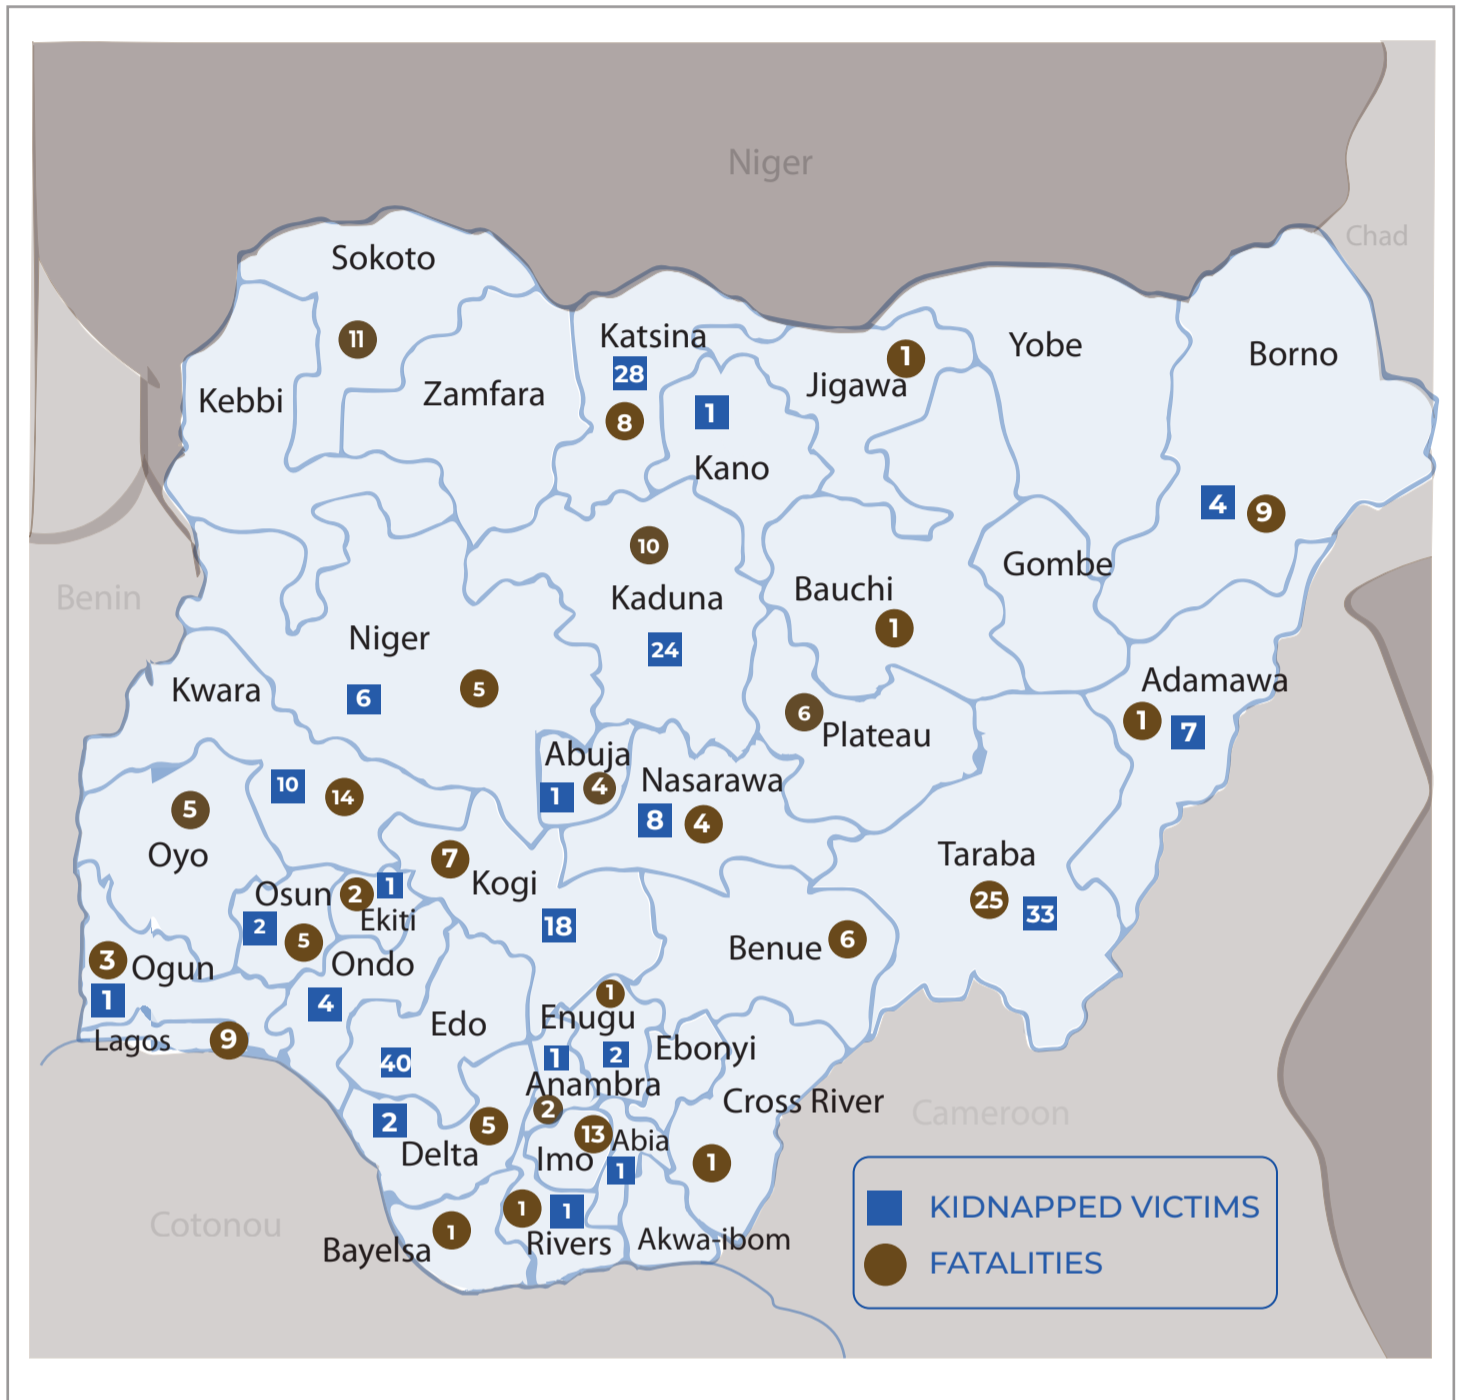 Niger
Chad
Sokoto
11
Katsina
28
8
Kebbi
Zamfara
1
Kano
1
Jigawa
Yobe
Borno
4
9
10
Kaduna
24
Bauchi
1
Gombe
Benin
Niger
6
5
Kwara
10
14
6
Plateau
Adamawa
1
7
Abuja
1
4
Nasarawa
8
4
5
Oyo
7
Kogi
18
Taraba
25
33
Osun
2
5
2
1
Ekiti
Benue
6
3
Ogun
1
Ondo
4
Lagos
9
Edo
40
1
Enugu
1
2
Ebonyi
Anambra
2
Cross River
1
Cameroon
2
5
Delta
13
Imo
Abia
1
Cotonou
Bayelsa
1
1
1
Rivers
Akwa-ibom
KIDNAPPED VICTIMS
FATALITIES